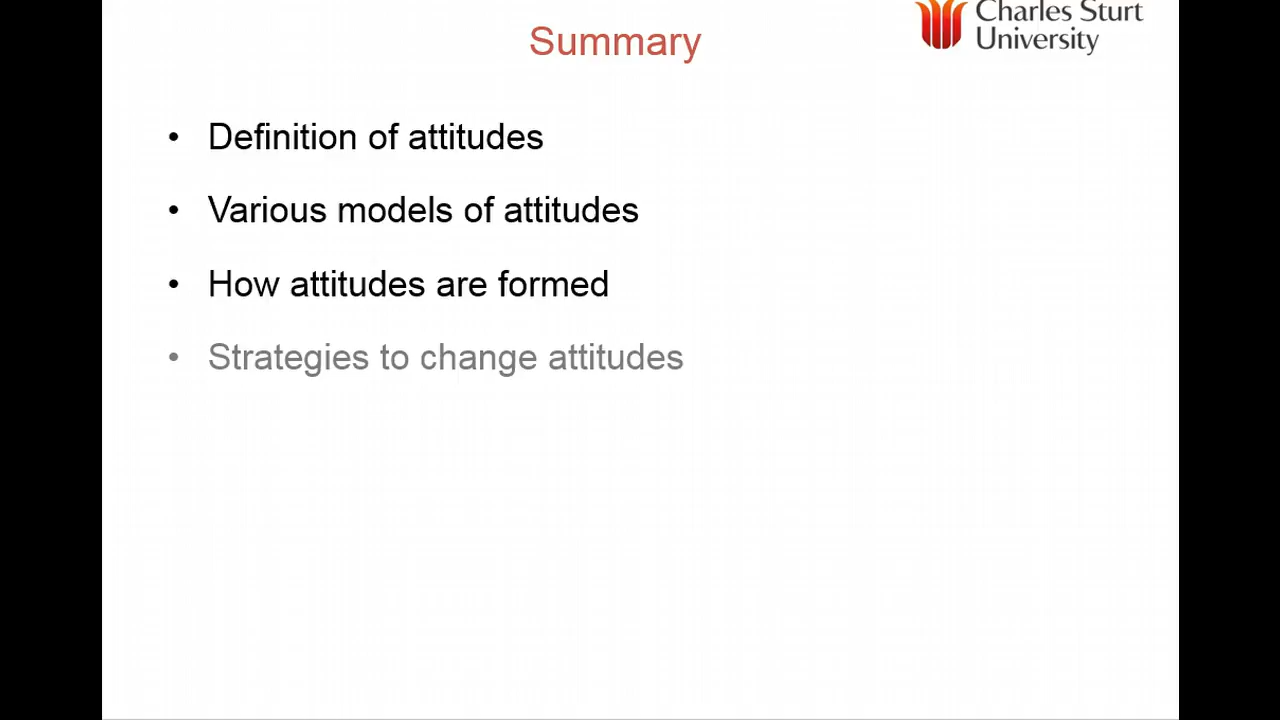 Summary
Charles Sturt
University
• Definition of attitudes
• Various models of attitudes
• How attitudes are formed
• Strategies to change attitudes